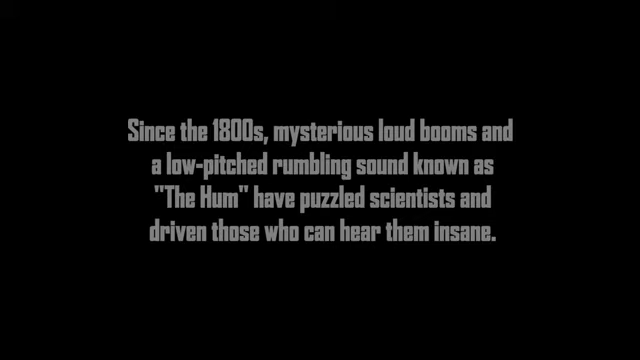 Since the 1800s, mysterious loud booms and
a low-pitched rumbling sound known as
"The Hum" have puzzled scientists and
driven those who can hear them insane.